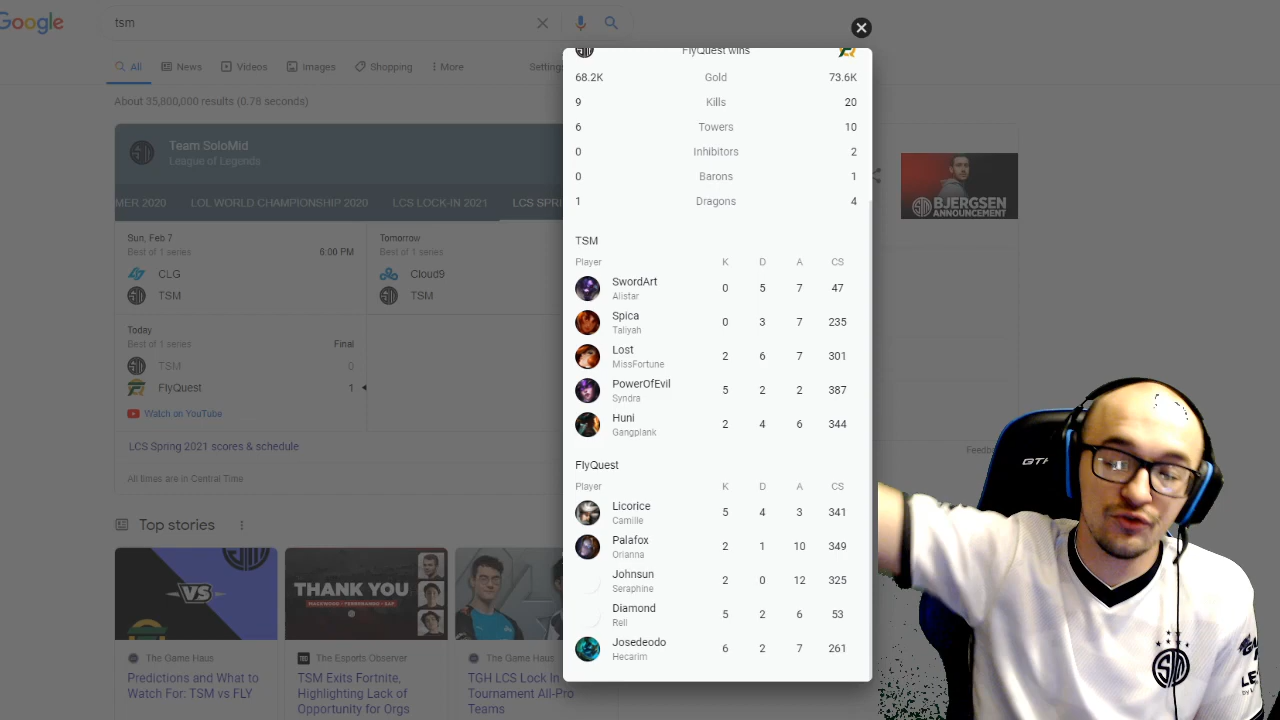 Google
tsm
All
News
Videos
Images
Shopping
More
Settings
About 35,800,000 results (0.78 seconds)
Team SoloMid
League of Legends
MER 2020
LOL WORLD CHAMPIONSHIP 2020
LCS LOCK-IN 2021
LCS SPRI
Sun, Feb 7
Best of 1 series
6:00 PM
CLG
TSM
Tomorrow
Best of 1 series
Cloud9
TSM
Today
Best of 1 series
Final
TSM 0
FlyQuest 1
Watch on YouTube
LCS Spring 2021 scores & schedule
All times are in Central Time
Top stories
VS
THANK YOU
The Game Haus
Predictions and What to
Watch For: TSM vs FLY
The Esports Observer
TSM Exits Fortnite,
Highlighting Lack of
Opportunity for Orgs
The Game Haus
TGH LCS Lock In
Tournament All-Pro
Teams
FlyQuest wins
68.2K Gold 73.6K
9 Kills 20
6 Towers 10
0 Inhibitors 2
0 Barons 1
1 Dragons 4
TSM
Player K D A CS
SwordArt 0 5 7 47
Alistar
Spica 0 3 7 235
Taliyah
Lost 2 6 7 301
MissFortune
PowerOfEvil 5 2 2 387
Syndra
Huni 2 4 6 344
Gangplank
FlyQuest
Player K D A CS
Licorice 5 4 3 341
Camille
Palafox 2 1 10 349
Orianna
Johnsun 2 0 12 325
Seraphine
Diamond 5 2 6 53
Rell
Josedeodo 6 2 7 261
Hecarim
BJERGSEN
ANNOUNCEMENT
Feedb
GTR
TSM